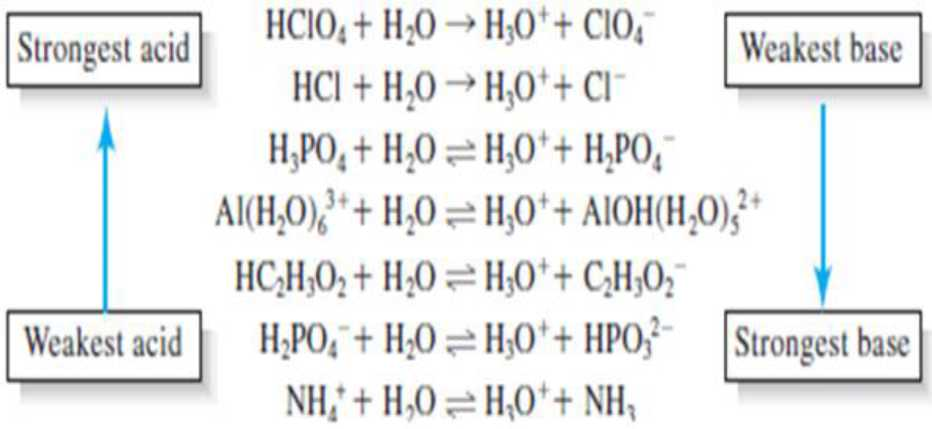 Strongest acid
HClO₄ + H₂O → H₃O⁺ + ClO₄⁻
Weakest base
HCl + H₂O → H₃O⁺ + Cl⁻
H₃PO₄ + H₂O ⇌ H₃O⁺ + H₂PO₄⁻
Al(H₂O)₆³⁺ + H₂O ⇌ H₃O⁺ + AlOH(H₂O)₅²⁺
HC₂H₃O₂ + H₂O ⇌ H₃O⁺ + C₂H₃O₂⁻
Weakest acid
H₂PO₄⁻ + H₂O ⇌ H₃O⁺ + HPO₃²⁻
Strongest base
NH₄⁺ + H₂O ⇌ H₃O⁺ + NH₃